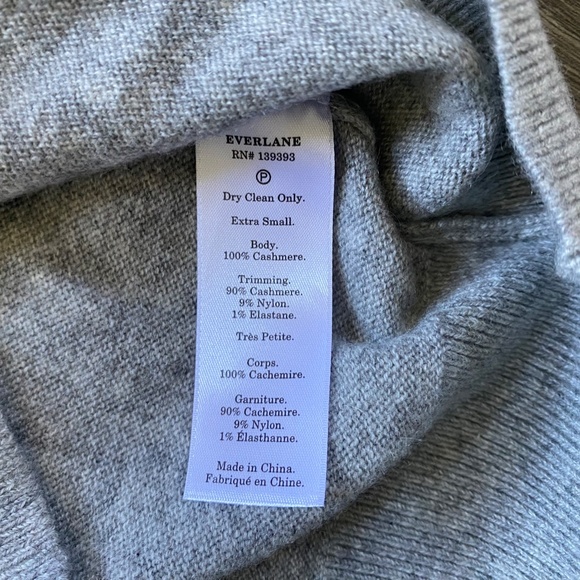 EVERLANE
RN# 139393
P
Dry Clean Only.
Extra Small.
Body.
100% Cashmere.
Trimming.
90% Cashmere.
9% Nylon.
1% Elastane.
Très Petite.
Corps.
100% Cachemire.
Garniture.
90% Cachemire.
9% Nylon.
1% Élasthanne.
Made in China.
Fabriqué en Chine.